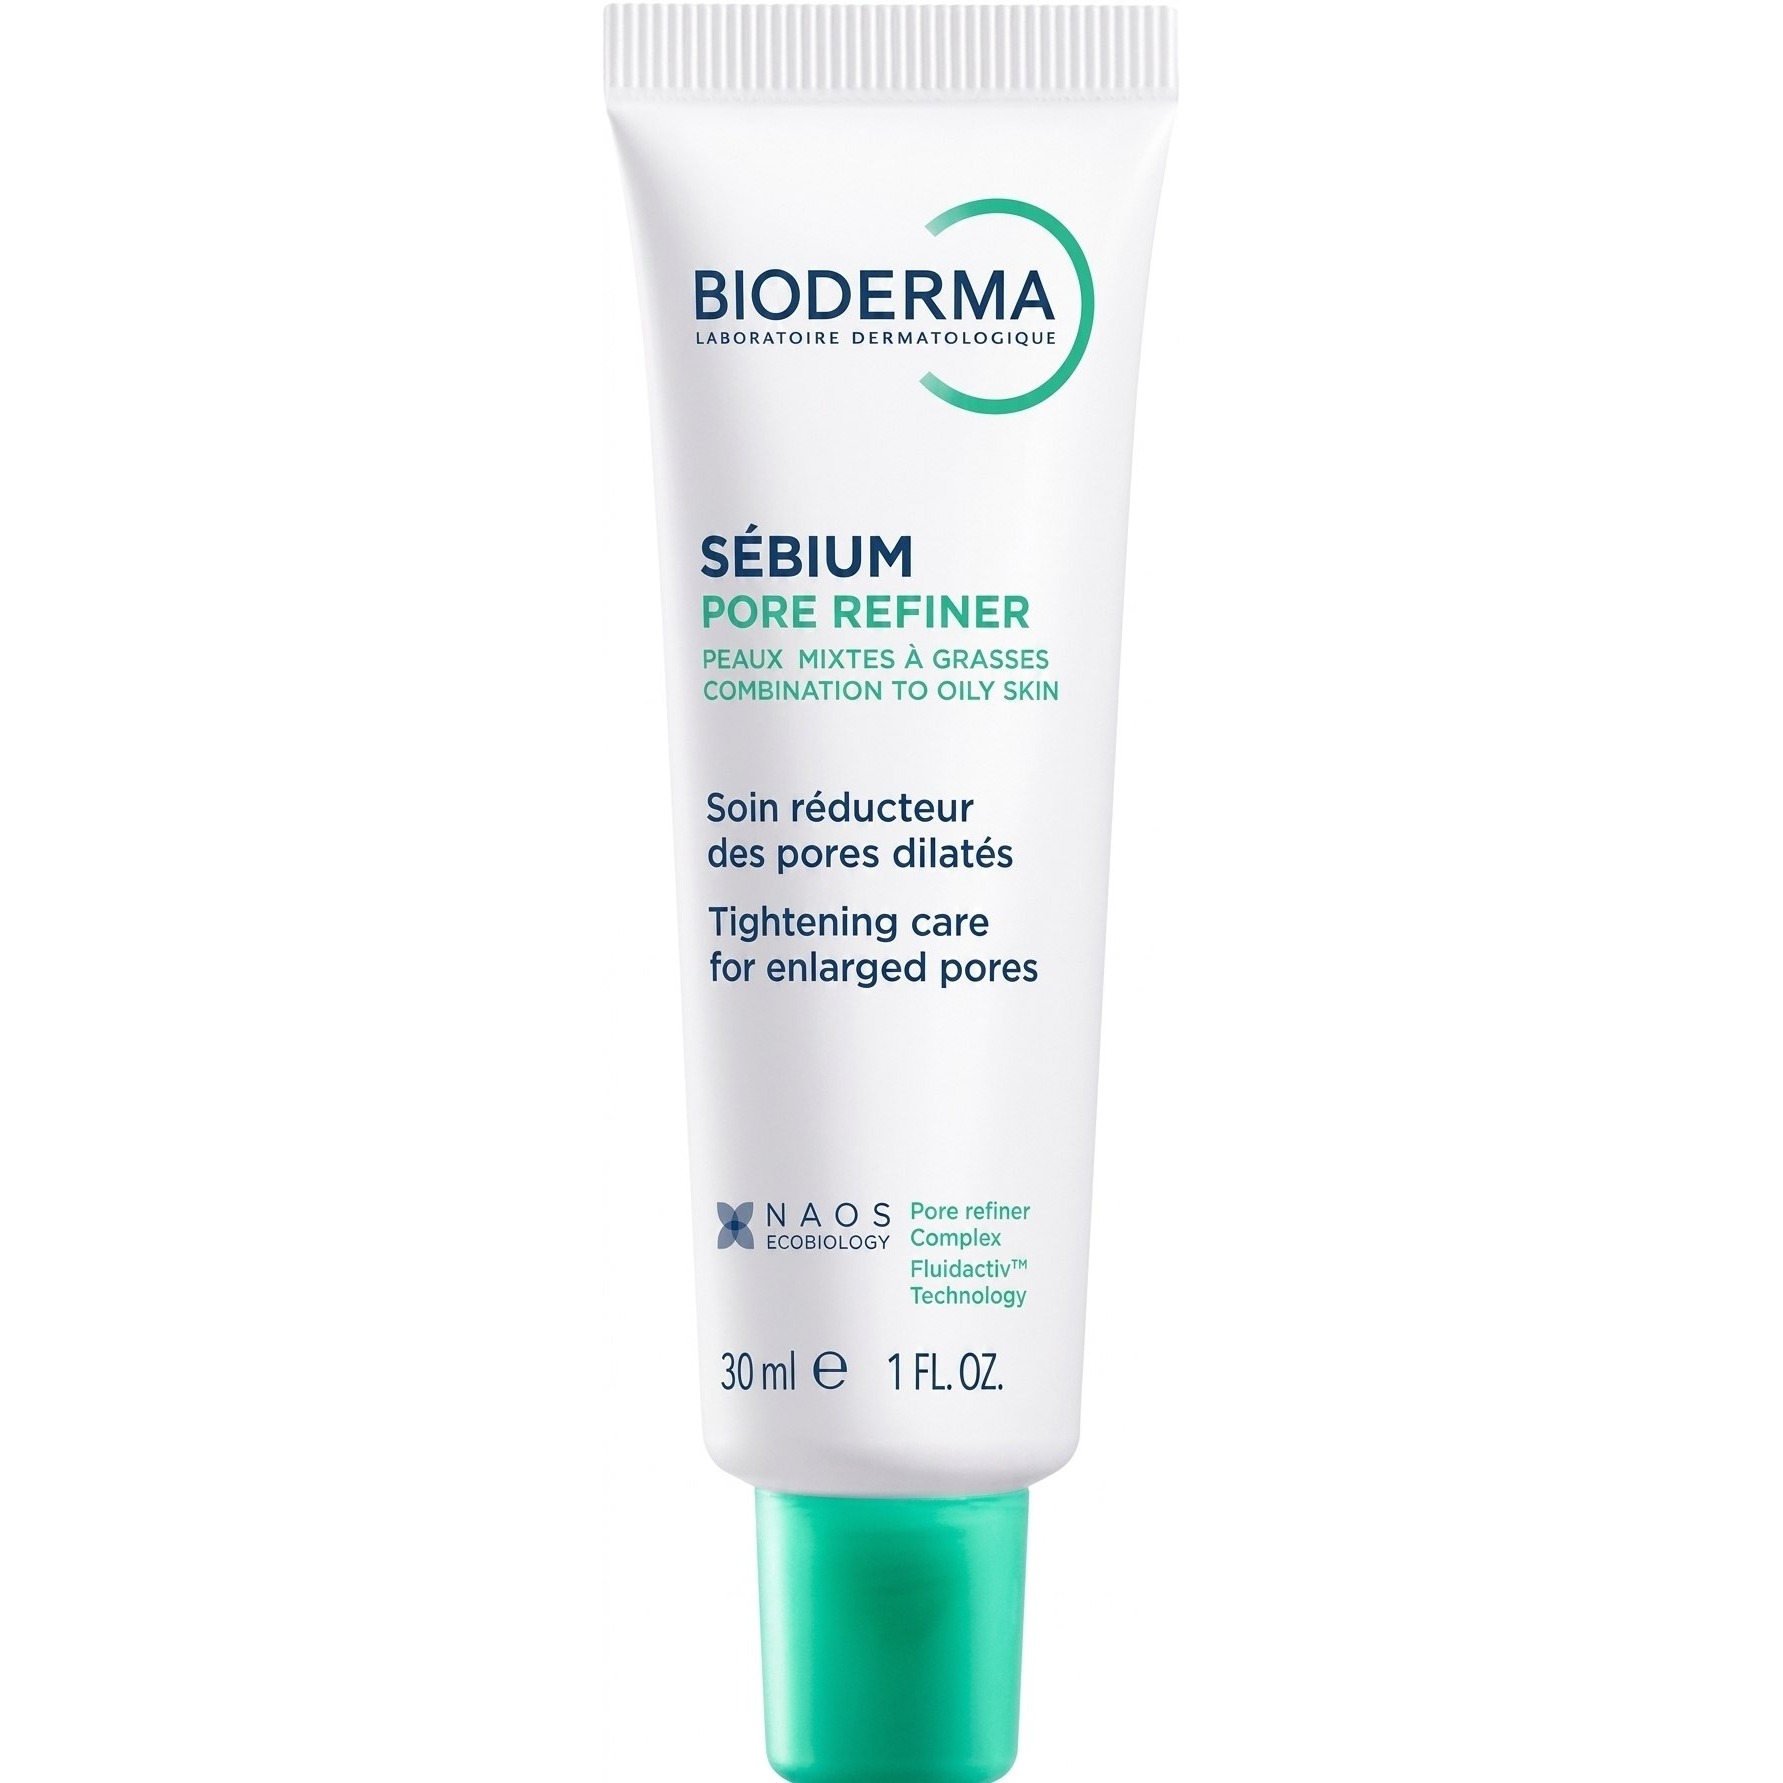 BIODERMA
LABORATOIRE DERMATOLOGIQUE
SÉBIUM
PORE REFINER
PEAUX MIXTES À GRASSES
COMBINATION TO OILY SKIN
Soin réducteur
des pores dilatés
Tightening care
for enlarged pores
NAOS
ECOBIOLOGY
Pore refiner
Complex
Fluidactiv™
Technology
30 ml ℮ 1 FL. OZ.